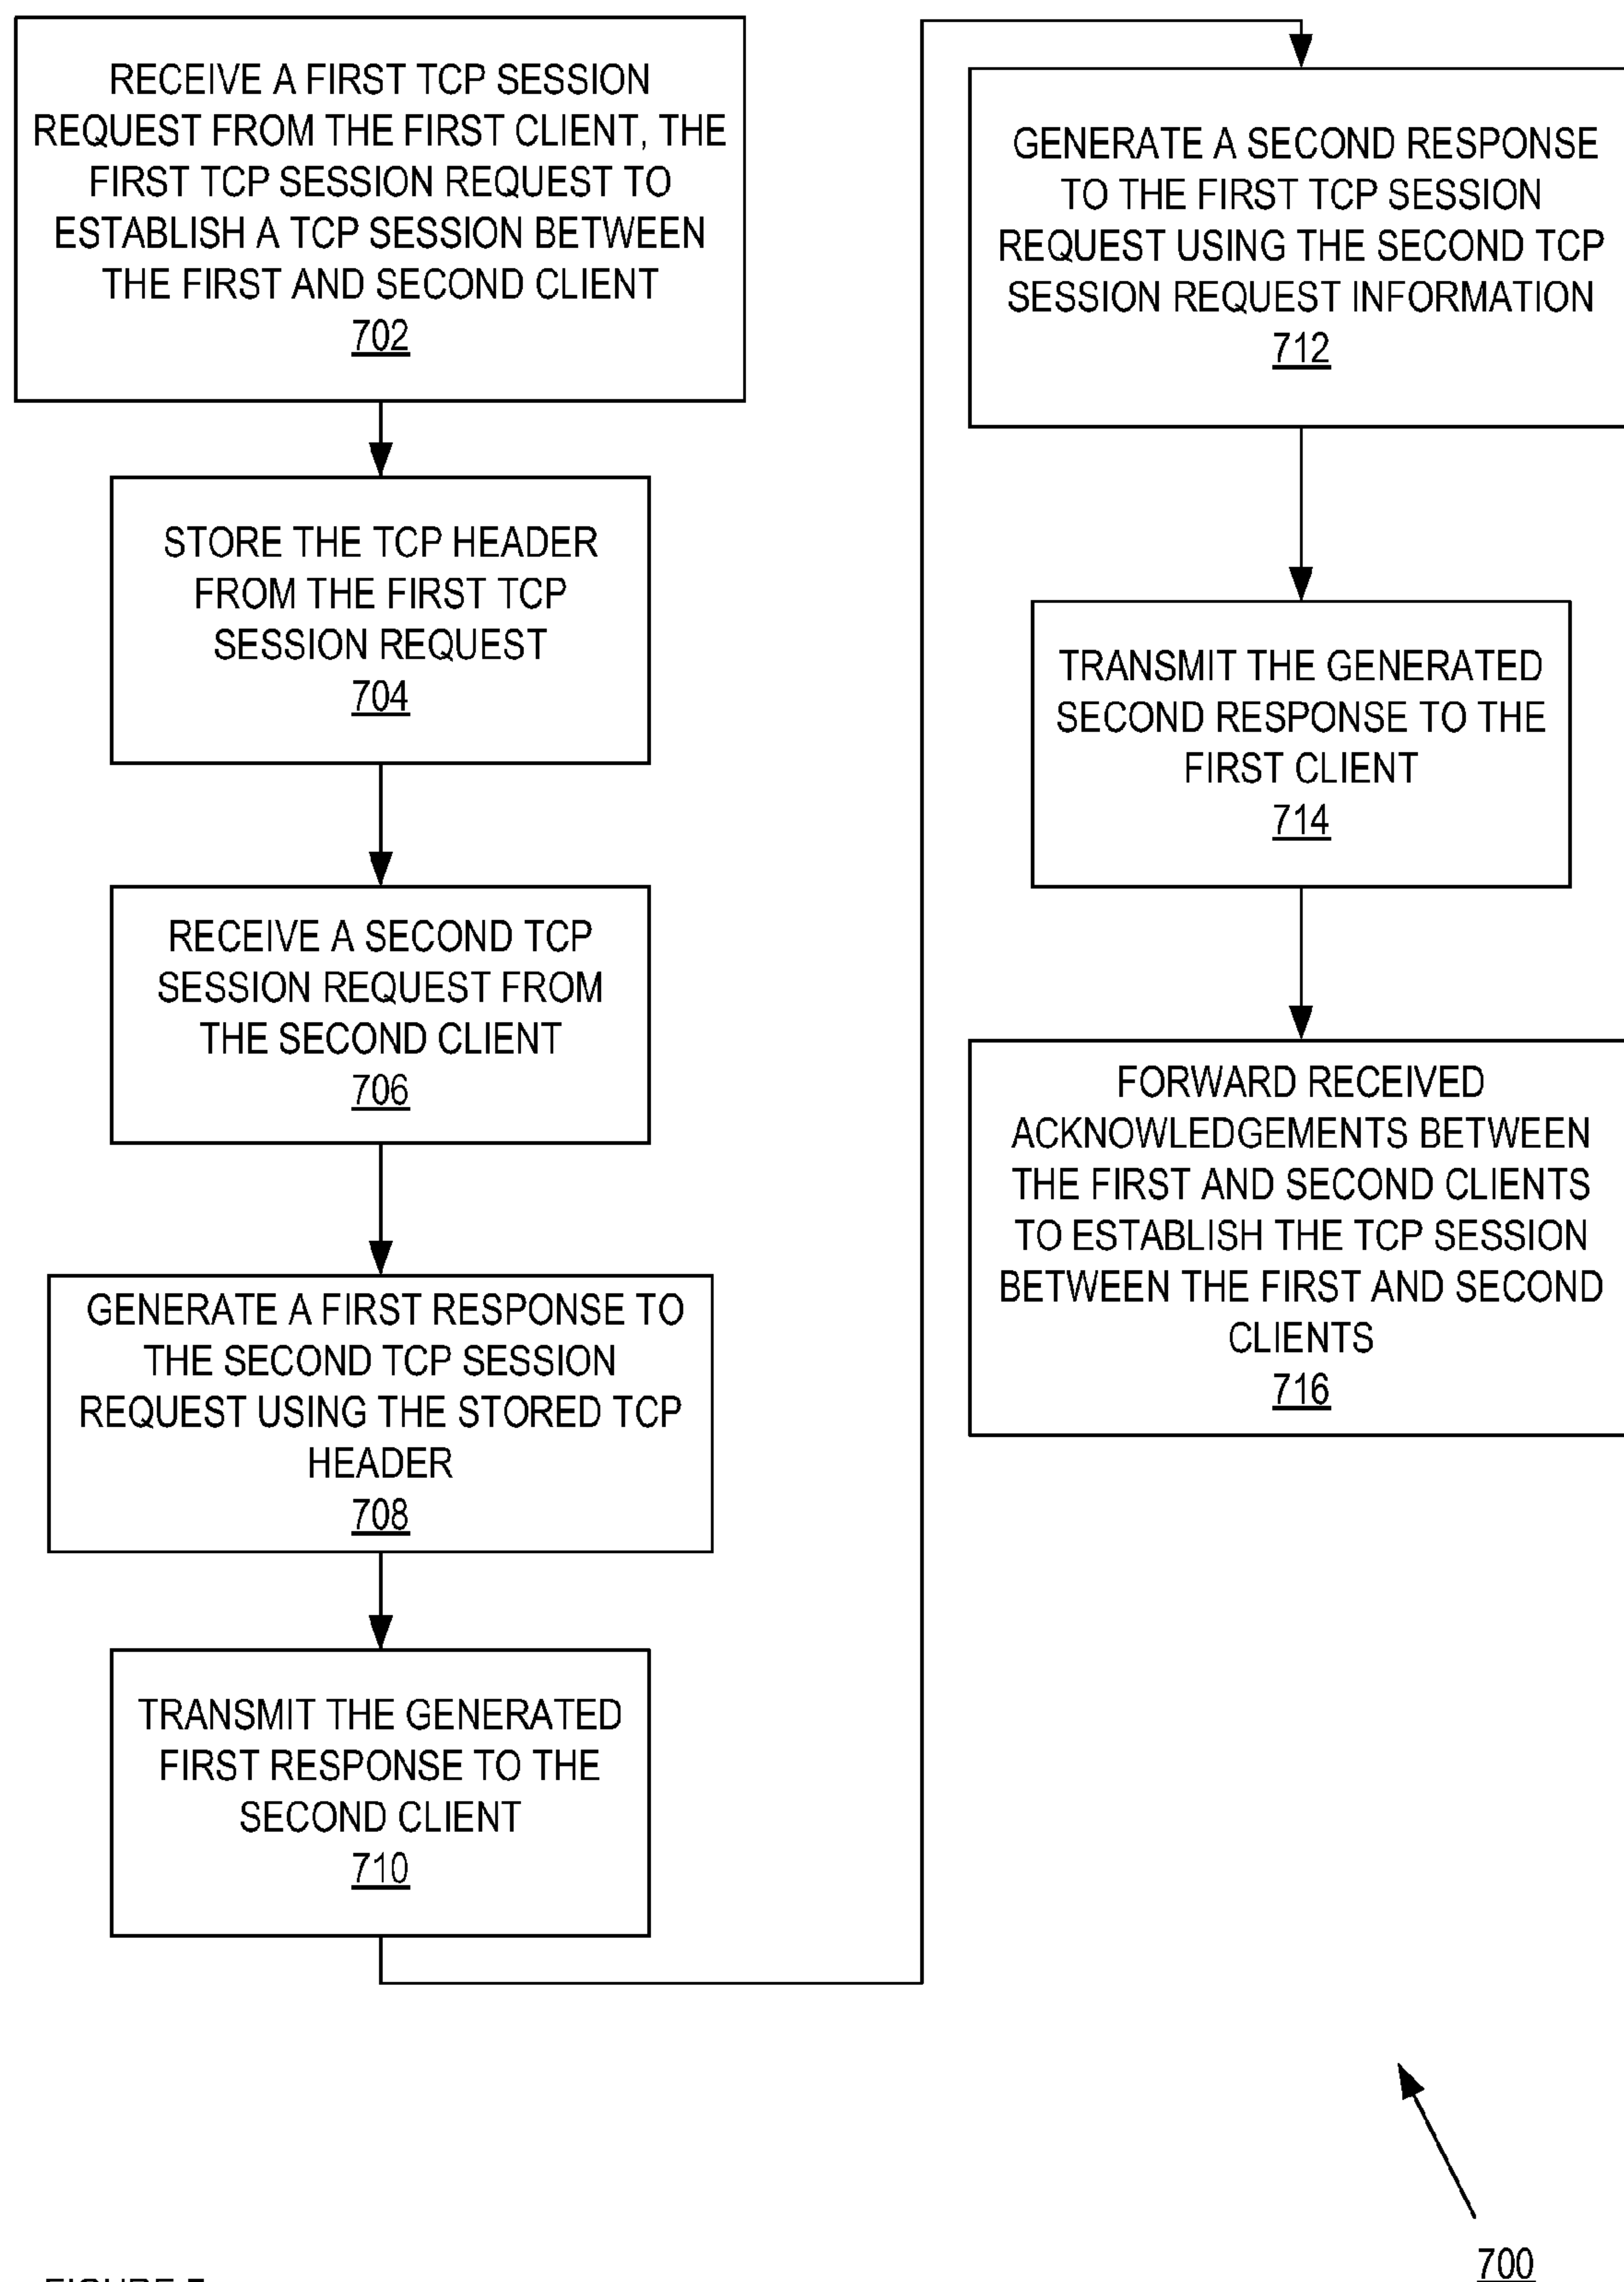 RECEIVE A FIRST TCP SESSION
REQUEST FROM THE FIRST CLIENT, THE
FIRST TCP SESSION REQUEST TO
ESTABLISH A TCP SESSION BETWEEN
THE FIRST AND SECOND CLIENT
702
STORE THE TCP HEADER
FROM THE FIRST TCP
SESSION REQUEST
704
RECEIVE A SECOND TCP
SESSION REQUEST FROM
THE SECOND CLIENT
706
GENERATE A FIRST RESPONSE TO
THE SECOND TCP SESSION
REQUEST USING THE STORED TCP
HEADER
708
TRANSMIT THE GENERATED
FIRST RESPONSE TO THE
SECOND CLIENT
710
GENERATE A SECOND RESPONSE
TO THE FIRST TCP SESSION
REQUEST USING THE SECOND TCP
SESSION REQUEST INFORMATION
712
TRANSMIT THE GENERATED
SECOND RESPONSE TO THE
FIRST CLIENT
714
FORWARD RECEIVED
ACKNOWLEDGEMENTS BETWEEN
THE FIRST AND SECOND CLIENTS
TO ESTABLISH THE TCP SESSION
BETWEEN THE FIRST AND SECOND
CLIENTS
716
700